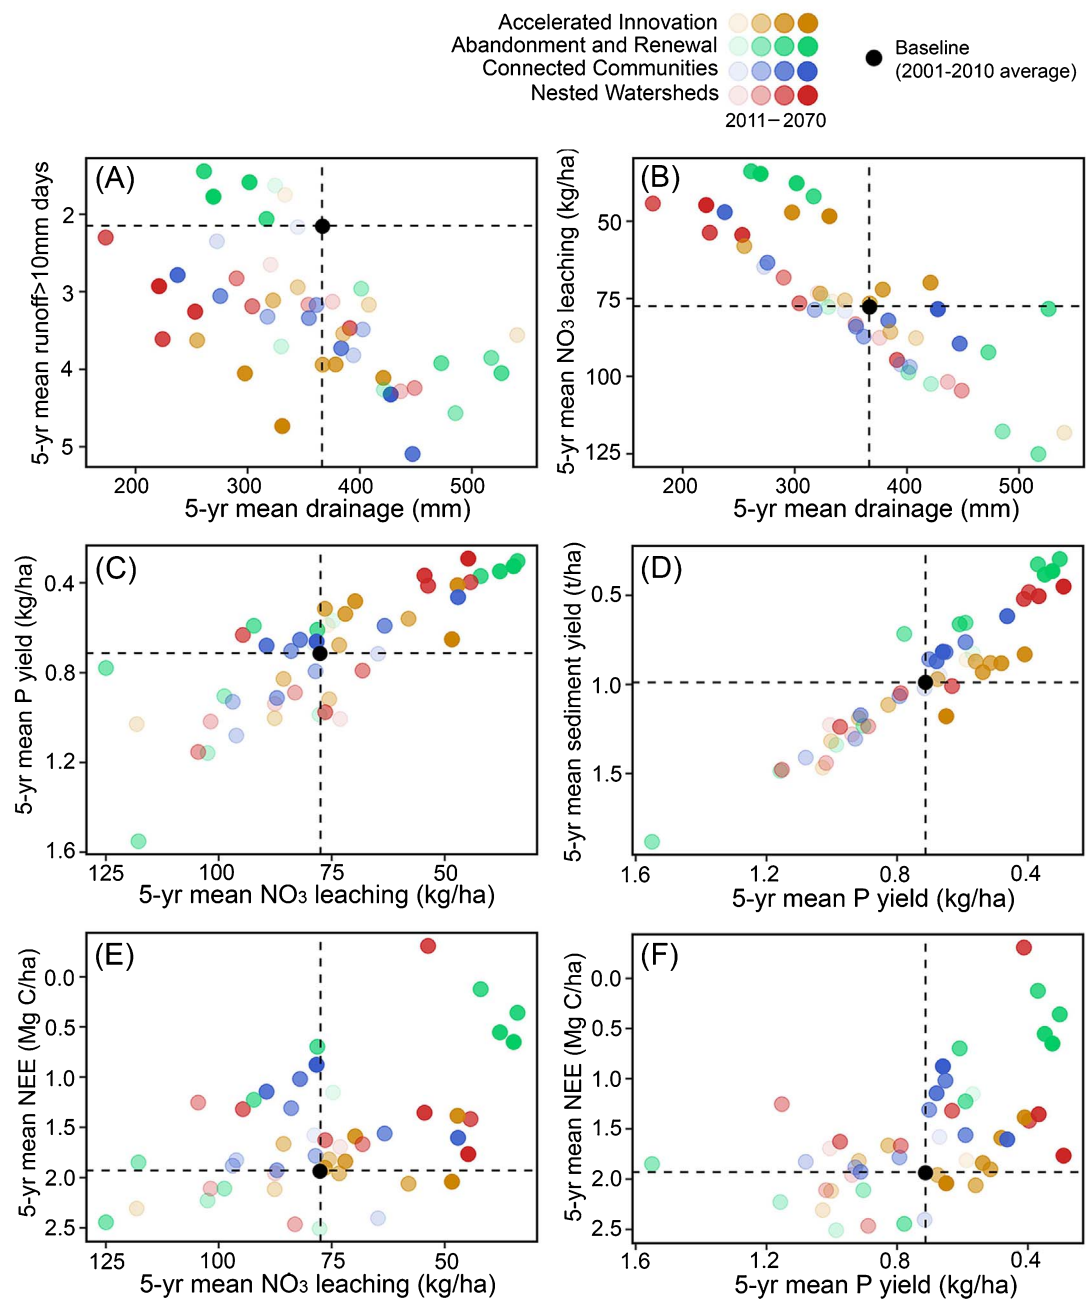 Accelerated Innovation
Abandonment and Renewal
Connected Communities
Nested Watersheds
2011–2070
Baseline
(2001-2010 average)
(A)
5-yr mean runoff>10mm days
2
3
4
5
200
300
400
500
5-yr mean drainage (mm)
(B)
5-yr mean NO3 leaching (kg/ha)
50
75
100
125
200
300
400
500
5-yr mean drainage (mm)
(C)
5-yr mean P yield (kg/ha)
0.4
0.8
1.2
1.6
125
100
75
50
5-yr mean NO3 leaching (kg/ha)
(D)
5-yr mean sediment yield (t/ha)
0.5
1.0
1.5
1.6
1.2
0.8
0.4
5-yr mean P yield (kg/ha)
(E)
5-yr mean NEE (Mg C/ha)
0.0
0.5
1.0
1.5
2.0
2.5
125
100
75
50
5-yr mean NO3 leaching (kg/ha)
(F)
5-yr mean NEE (Mg C/ha)
0.0
0.5
1.0
1.5
2.0
2.5
1.6
1.2
0.8
0.4
5-yr mean P yield (kg/ha)